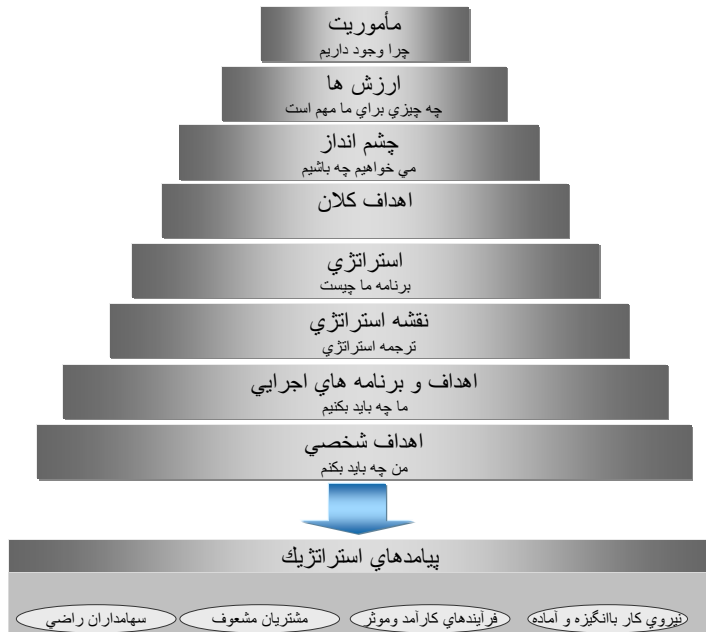 مأموريت
چرا وجود داريم
ارزش ها
چه چيزي براي ما مهم است
چشم انداز
مي خواهيم چه باشيم
اهداف كلان
استراتژي
برنامه ما چيست
نقشه استراتژي
ترجمه استراتژي
اهداف و برنامه هاي اجرايي
ما چه بايد بكنيم
اهداف شخصي
من چه بايد بكنم
پيامدهاي استراتژيك
نيروي كار باانگيزه و آماده
فرآيندهاي كارآمد وموثر
مشتريان مشعوف
سهامداران راضي